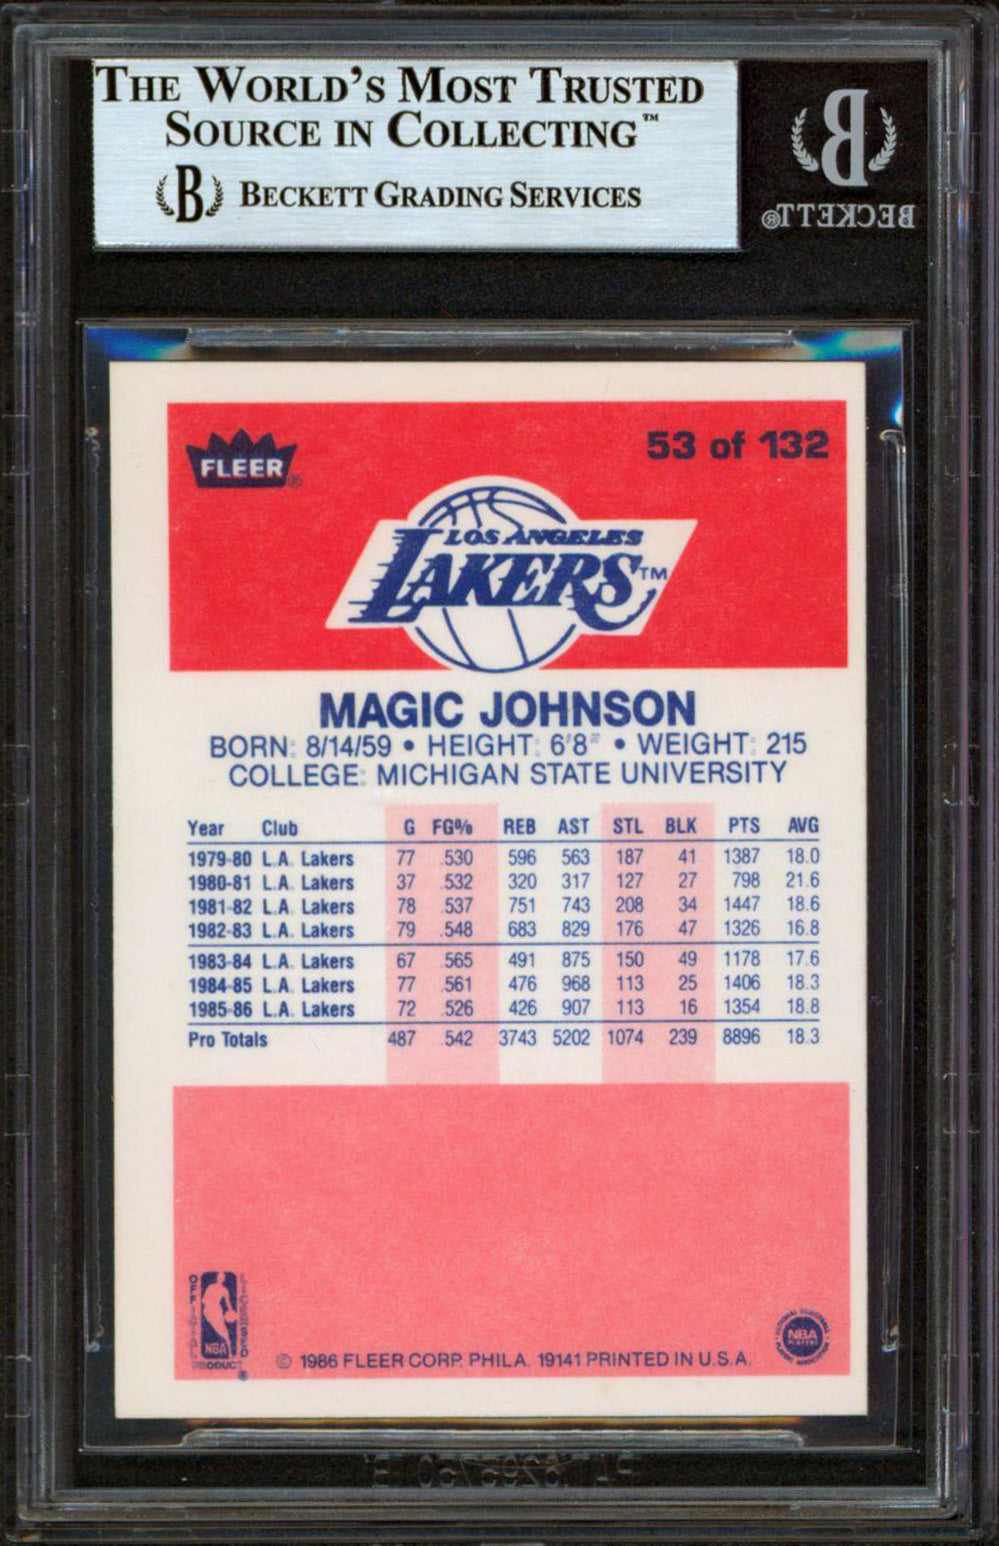 THE WORLD'S MOST TRUSTED
SOURCE IN COLLECTING™
B BECKETT GRADING SERVICES
B
BECKETT®
FLEER®
53 of 132
LOS ANGELES
LAKERS™
MAGIC JOHNSON
BORN: 8/14/59 • HEIGHT: 6'8" • WEIGHT: 215
COLLEGE: MICHIGAN STATE UNIVERSITY
Year Club G FG% REB AST STL BLK PTS AVG
1979-80 L.A. Lakers 77 .530 596 563 187 41 1387 18.0
1980-81 L.A. Lakers 37 .532 320 317 127 27 798 21.6
1981-82 L.A. Lakers 78 .537 751 743 208 34 1447 18.6
1982-83 L.A. Lakers 79 .548 683 829 176 47 1326 16.8
1983-84 L.A. Lakers 67 .565 491 875 150 49 1178 17.6
1984-85 L.A. Lakers 77 .561 476 968 113 25 1406 18.3
1985-86 L.A. Lakers 72 .526 426 907 113 16 1354 18.8
Pro Totals 487 .542 3743 5202 1074 239 8896 18.3
OFFICIAL
NBA
PRODUCT
®
© 1986 FLEER CORP. PHILA. 19141 PRINTED IN U.S.A.
NBA
PLAYERS